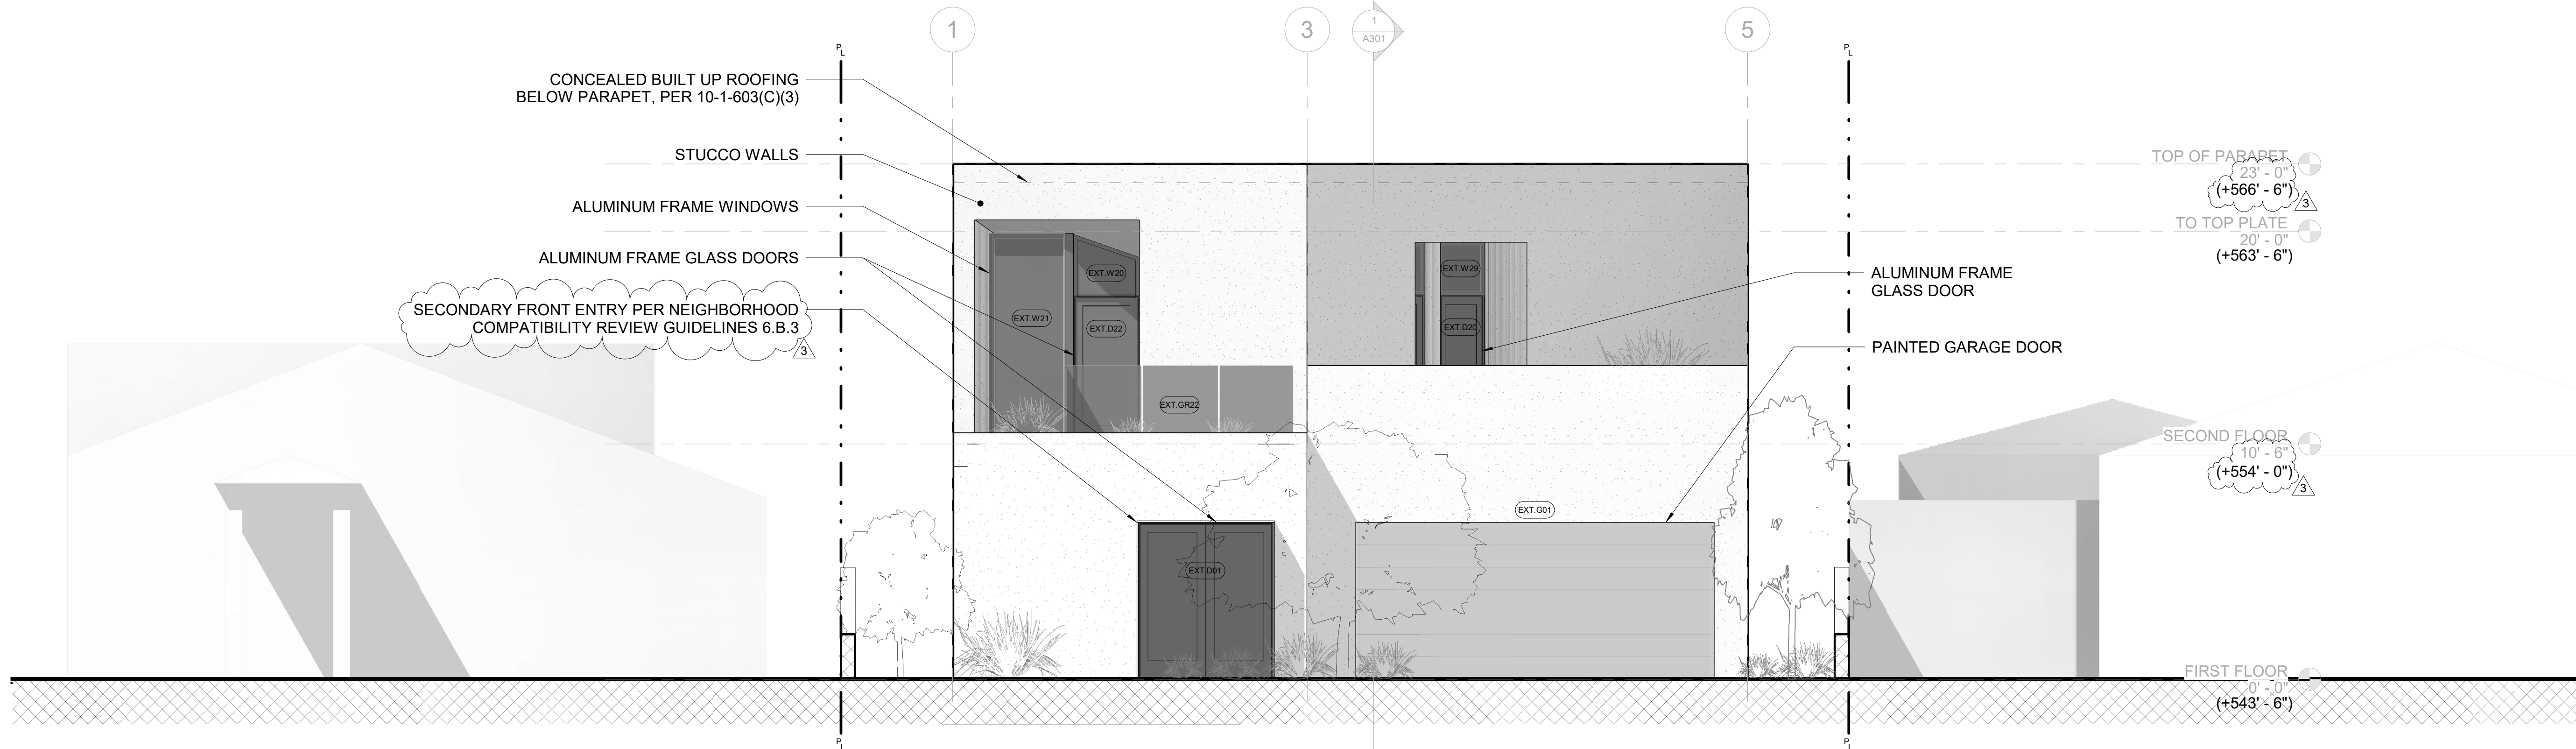 1
3
1
A301
5
PL
PL
CONCEALED BUILT UP ROOFING
BELOW PARAPET, PER 10-1-603(C)(3)
STUCCO WALLS
ALUMINUM FRAME WINDOWS
ALUMINUM FRAME GLASS DOORS
SECONDARY FRONT ENTRY PER NEIGHBORHOOD
COMPATIBILITY REVIEW GUIDELINES 6.B.3
3
EXT.W20
EXT.W21
EXT.D22
EXT.GR22
EXT.D01
EXT.W29
EXT.D20
EXT.G01
ALUMINUM FRAME
GLASS DOOR
PAINTED GARAGE DOOR
TOP OF PARAPET
23' - 0"
(+566' - 6")
3
TO TOP PLATE
20' - 0"
(+563' - 6")
SECOND FLOOR
10' - 6"
(+554' - 0")
3
FIRST FLOOR
0' - 0"
(+543' - 6")
PL
PL